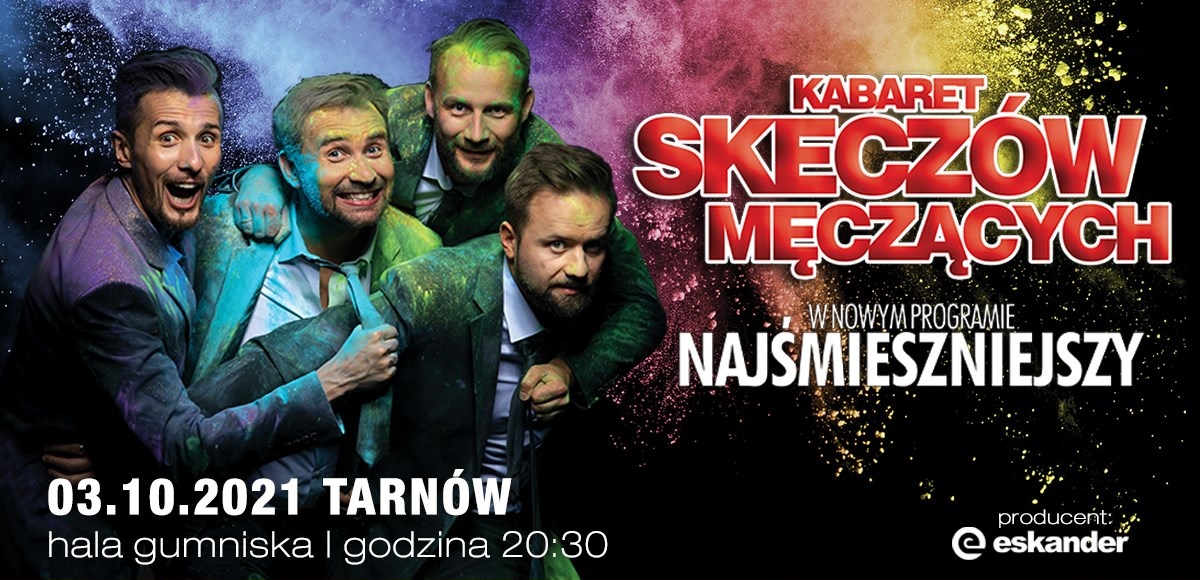 KABARET
SKECZÓW
MĘCZĄCYCH
W NOWYM PROGRAMIE
NAJŚMIESZNIEJSZY
03.10.2021 TARNÓW
hala gumniska | godzina 20:30
producent:
eskander